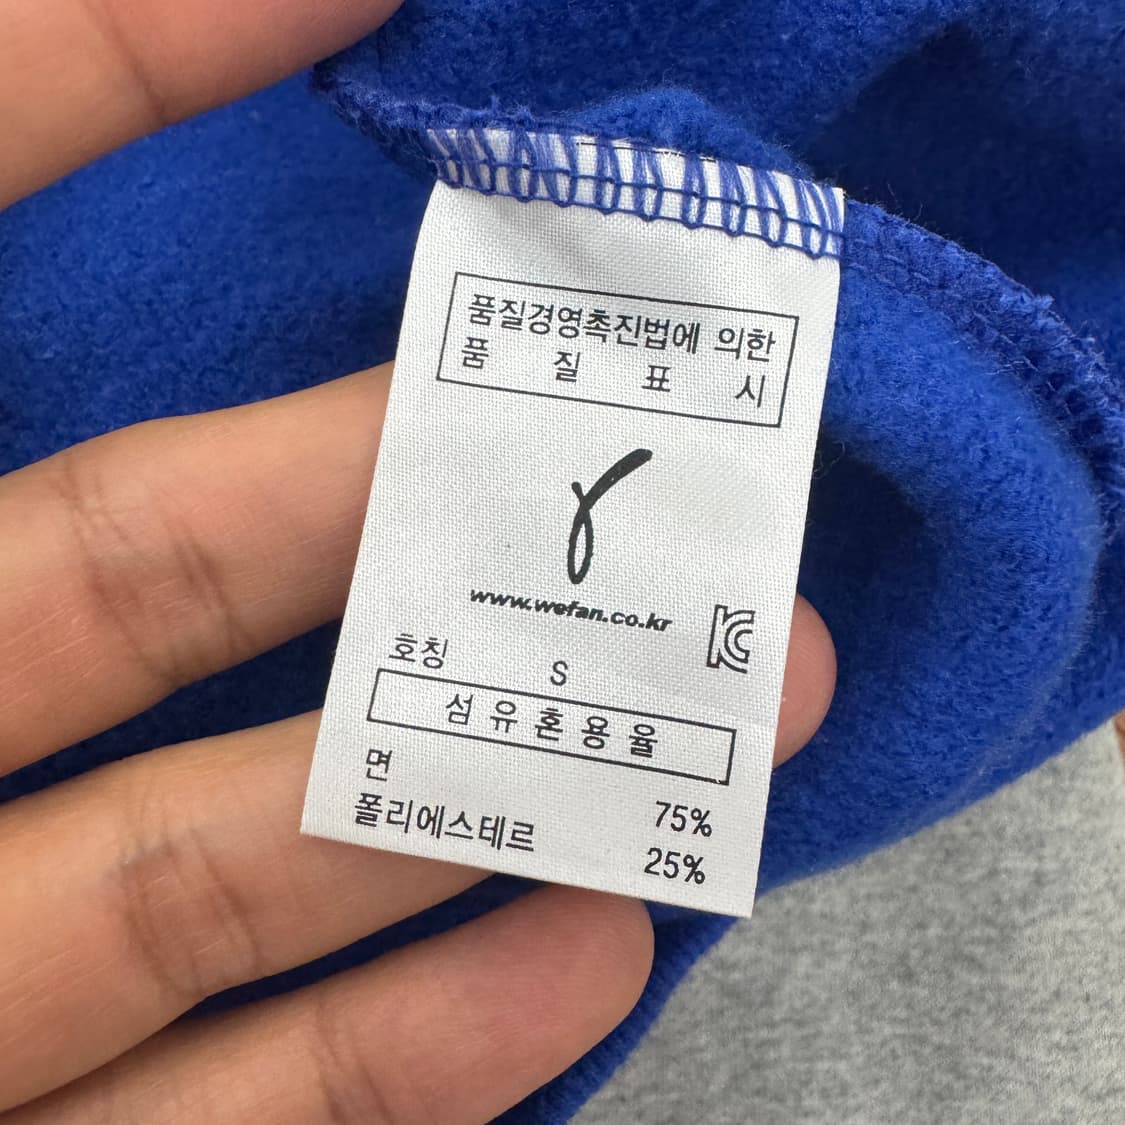 품질경영촉진법에 의한
품 질 표 시
www.wefan.co.kr
호칭 S
섬유혼용율
면 75%
폴리에스테르 25%